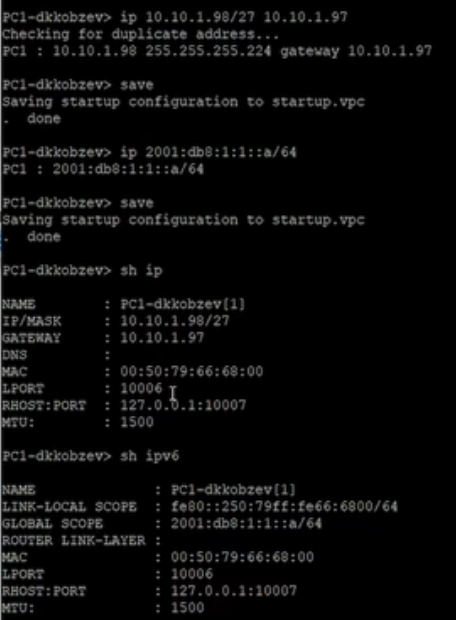 PC1-dkkobzev> ip 10.10.1.98/27 10.10.1.97
Checking for duplicate address...
PC1 : 10.10.1.98 255.255.255.224 gateway 10.10.1.97
PC1-dkkobzev> save
Saving startup configuration to startup.vpc
.  done
PC1-dkkobzev> ip 2001:db8:1:1::a/64
PC1 : 2001:db8:1:1::a/64
PC1-dkkobzev> save
Saving startup configuration to startup.vpc
.  done
PC1-dkkobzev> sh ip
NAME        : PC1-dkkobzev[1]
IP/MASK     : 10.10.1.98/27
GATEWAY     : 10.10.1.97
DNS         :
MAC         : 00:50:79:66:68:00
LPORT       : 10006
RHOST:PORT  : 127.0.0.1:10007
MTU:        : 1500
PC1-dkkobzev> sh ipv6
NAME              : PC1-dkkobzev[1]
LINK-LOCAL SCOPE  : fe80::250:79ff:fe66:6800/64
GLOBAL SCOPE      : 2001:db8:1:1::a/64
ROUTER LINK-LAYER :
MAC               : 00:50:79:66:68:00
LPORT             : 10006
RHOST:PORT        : 127.0.0.1:10007
MTU:              : 1500